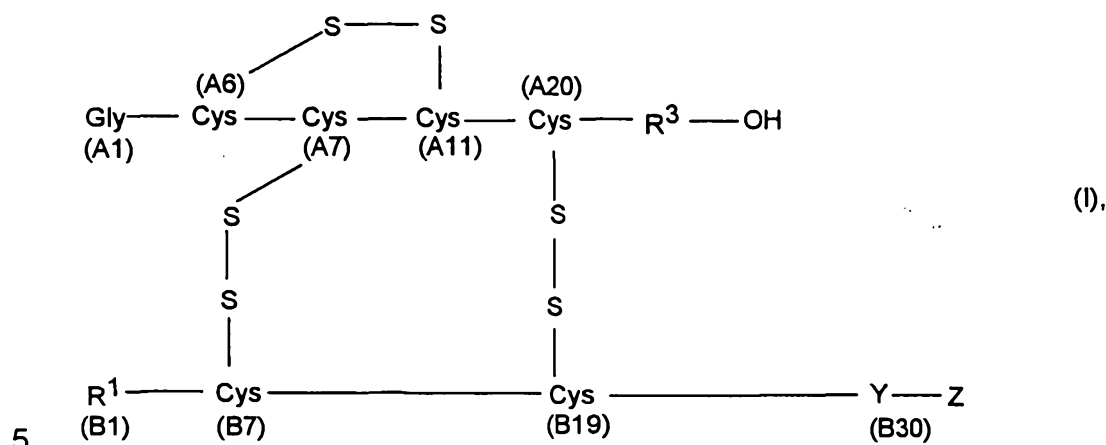 S S
(A6) (A20)
Gly Cys Cys Cys Cys R³ OH
(A1) (A7) (A11)
(I),
S S
S S
R¹ Cys Cys Y Z
(B1) (B7) (B19) (B30)
5